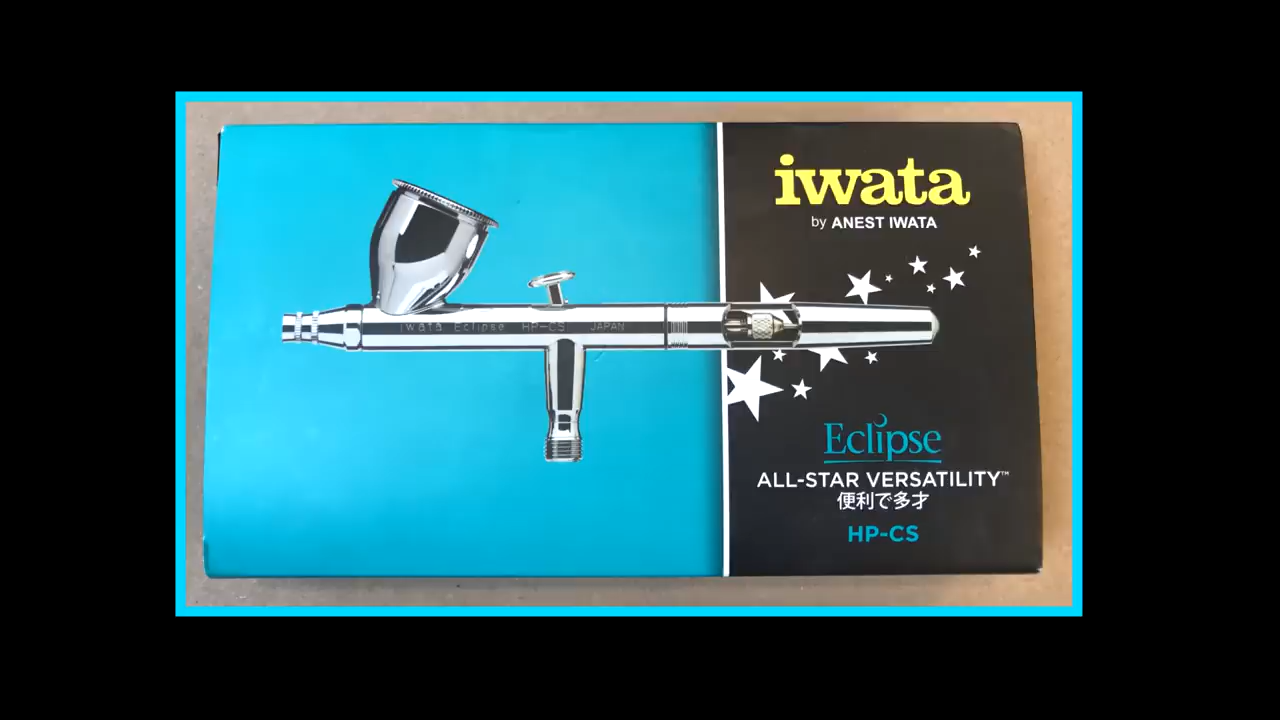 iwata
by ANEST IWATA
iwata Eclipse HP-CS JAPAN
Eclipse
ALL-STAR VERSATILITY™
便利で多才
HP-CS